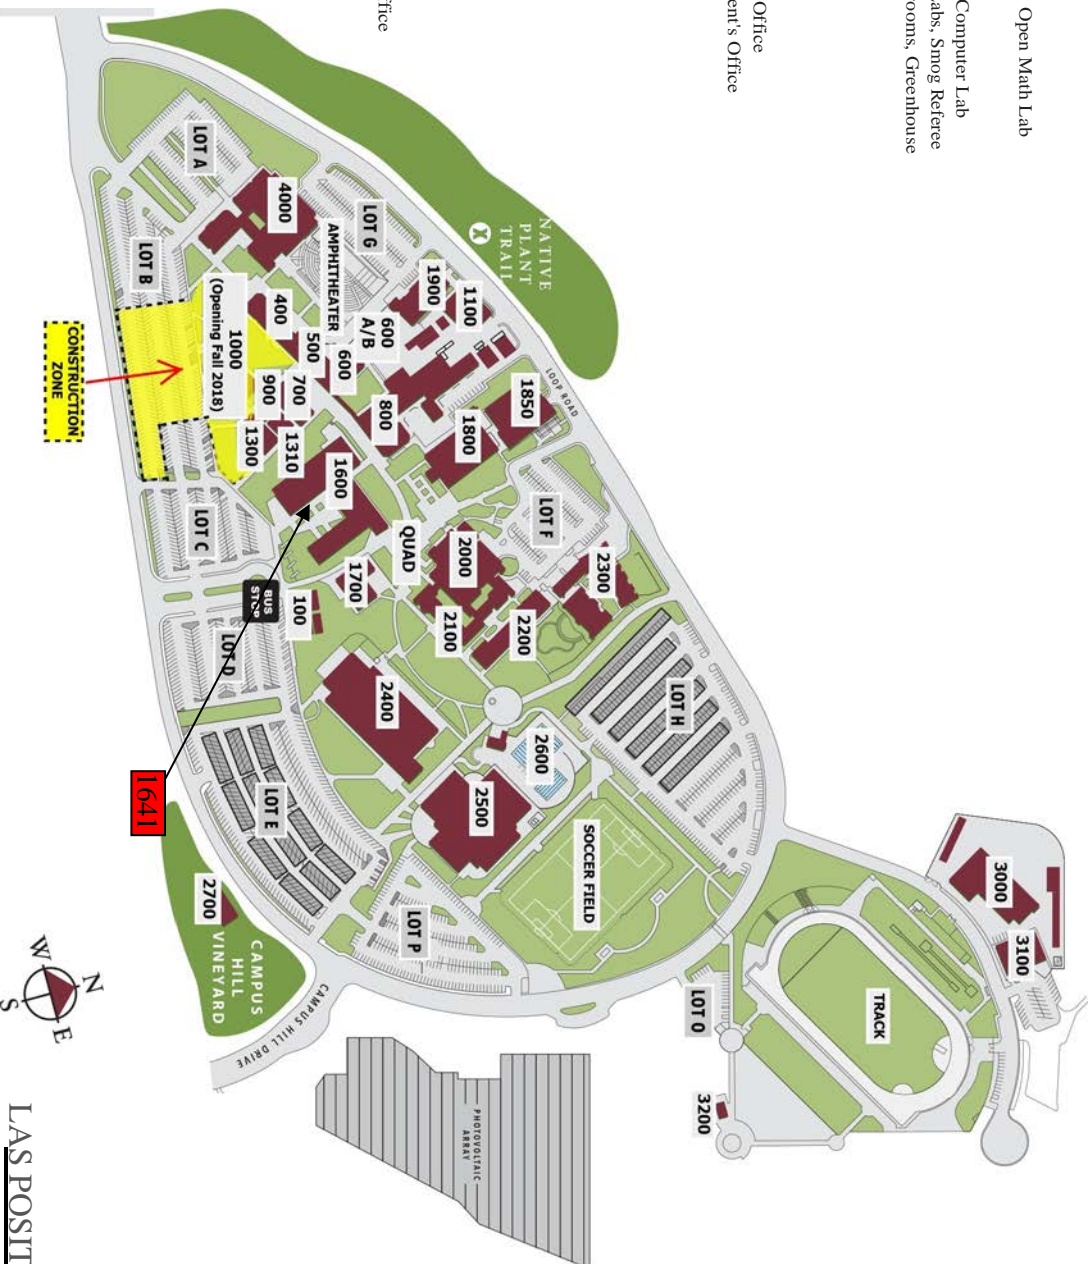 Open Math Lab
Computer Lab
abs, Smog Referee
ooms, Greenhouse
Office
ent's Office
ffice
LOT A
LOT B
4000
LOT G
AMPHITHEATER
NATIVE
PLANT
TRAIL
X
1900
1100
600
A/B
400
500
600
1000
(Opening Fall 2018)
700
900
1300
1310
800
1800
1850
LOOP ROAD
CONSTRUCTION
ZONE
1600
LOT C
LOT F
QUAD
2000
2300
1700
2100
2200
BUS
STOP
100
LOT D
2400
LOT H
2600
2500
SOCCER FIELD
LOT E
1641
2700
LOT P
CAMPUS
HILL
VINEYARD
CAMPUS HILL DRIVE
3000
3100
TRACK
LOT O
3200
PHOTOVOLTAIC
ARRAY
N
W
E
S
LAS POSIT